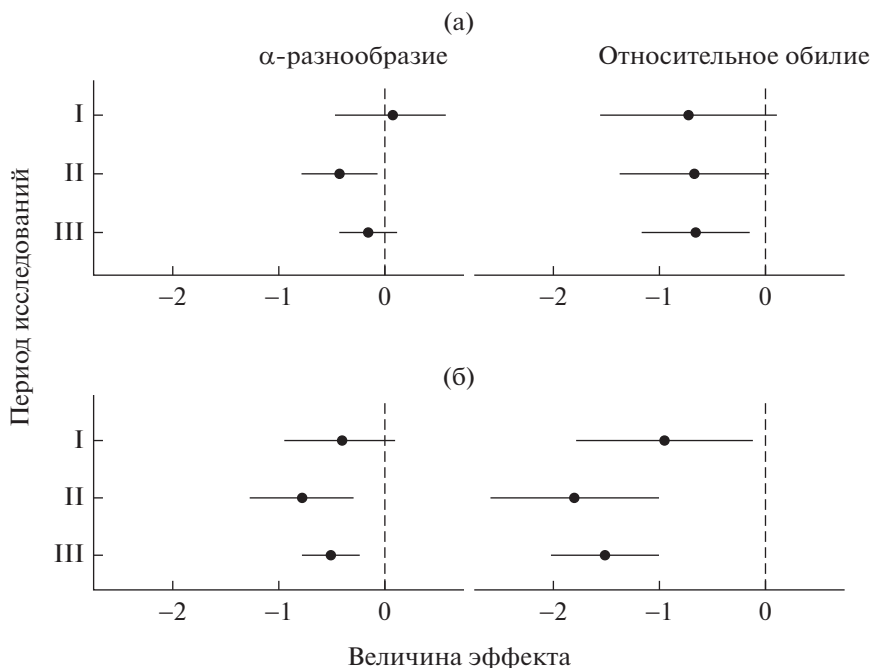 (а)
α-разнообразие
Относительное обилие
Период исследований
I
II
III
−2 −1 0
−2 −1 0
(б)
I
II
III
−2 −1 0
−2 −1 0
Величина эффекта